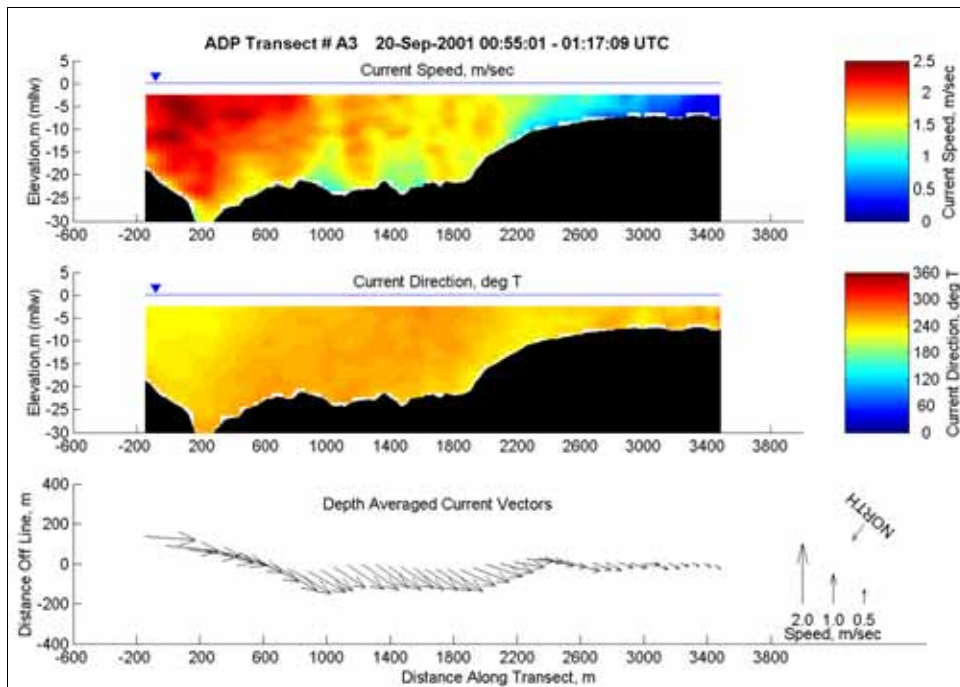 ADP Transect # A3 20-Sep-2001 00:55:01 - 01:17:09 UTC
Current Speed, m/sec
Elevation,m (mllw)
5
0
-5
-10
-15
-20
-25
-30
-600 -200 200 600 1000 1400 1800 2200 2600 3000 3400 3800
2.5
2
1.5
1
0.5
0
Current Speed, m/sec
Current Direction, deg T
Elevation,m (mllw)
5
0
-5
-10
-15
-20
-25
-30
-600 -200 200 600 1000 1400 1800 2200 2600 3000 3400 3800
360
300
240
180
120
60
0
Current Direction, deg T
Depth Averaged Current Vectors
Distance Off Line, m
400
200
0
-200
-400
-600 -200 200 600 1000 1400 1800 2200 2600 3000 3400 3800
Distance Along Transect, m
NORTH
2.0 1.0 0.5
Speed, m/sec